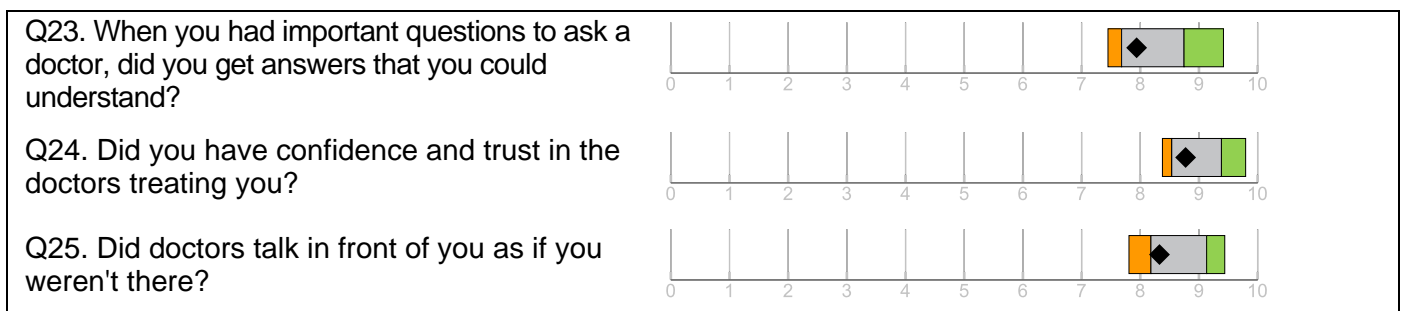 Q23. When you had important questions to ask a
doctor, did you get answers that you could
understand?
0 1 2 3 4 5 6 7 8 9 10
Q24. Did you have confidence and trust in the
doctors treating you?
0 1 2 3 4 5 6 7 8 9 10
Q25. Did doctors talk in front of you as if you
weren't there?
0 1 2 3 4 5 6 7 8 9 10